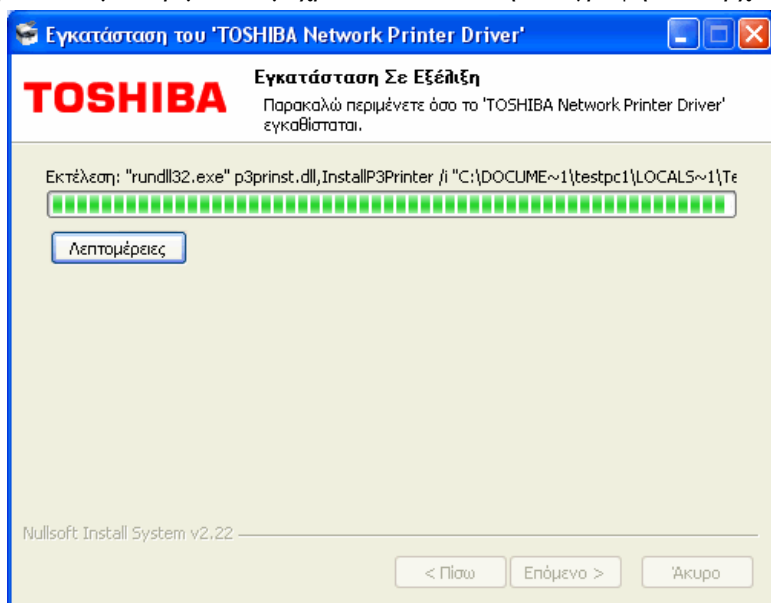 Εγκατάσταση του 'TOSHIBA Network Printer Driver'
TOSHIBA
Εγκατάσταση Σε Εξέλιξη
Παρακαλώ περιμένετε όσο το 'TOSHIBA Network Printer Driver'
εγκαθίσταται.
Εκτέλεση: "rundll32.exe" p3prinst.dll,InstallP3Printer /i "C:\DOCUME~1\testpc1\LOCALS~1\Te
Λεπτομέρειες
Nullsoft Install System v2.22
< Πίσω
Επόμενο >
Άκυρο